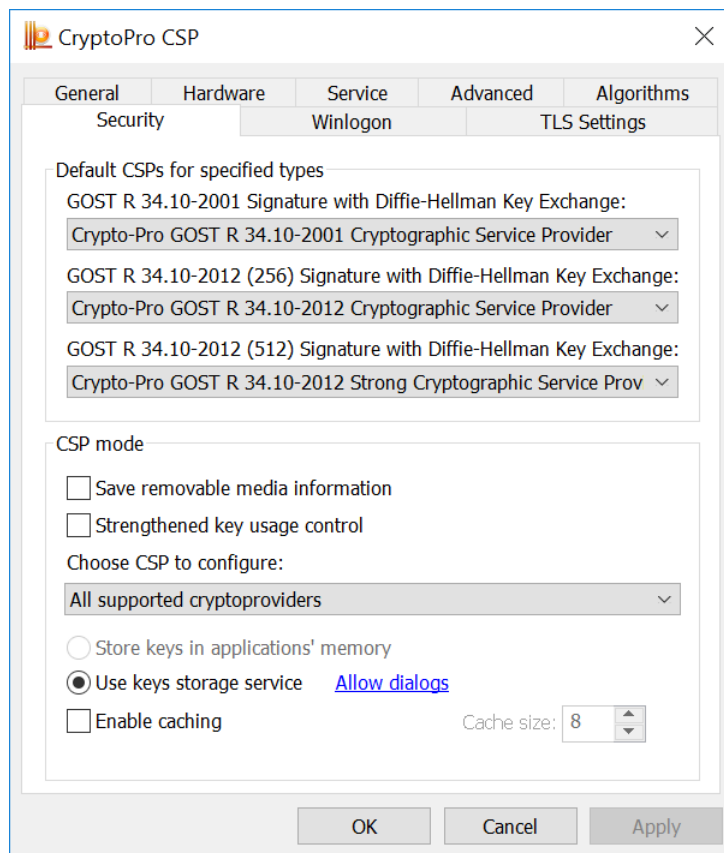 CryptoPro CSP
General Hardware Service Advanced Algorithms
Security Winlogon TLS Settings
Default CSPs for specified types
GOST R 34.10-2001 Signature with Diffie-Hellman Key Exchange:
Crypto-Pro GOST R 34.10-2001 Cryptographic Service Provider
GOST R 34.10-2012 (256) Signature with Diffie-Hellman Key Exchange:
Crypto-Pro GOST R 34.10-2012 Cryptographic Service Provider
GOST R 34.10-2012 (512) Signature with Diffie-Hellman Key Exchange:
Crypto-Pro GOST R 34.10-2012 Strong Cryptographic Service Prov
CSP mode
Save removable media information
Strengthened key usage control
Choose CSP to configure:
All supported cryptoproviders
Store keys in applications' memory
Use keys storage service Allow dialogs
Enable caching Cache size: 8
OK Cancel Apply